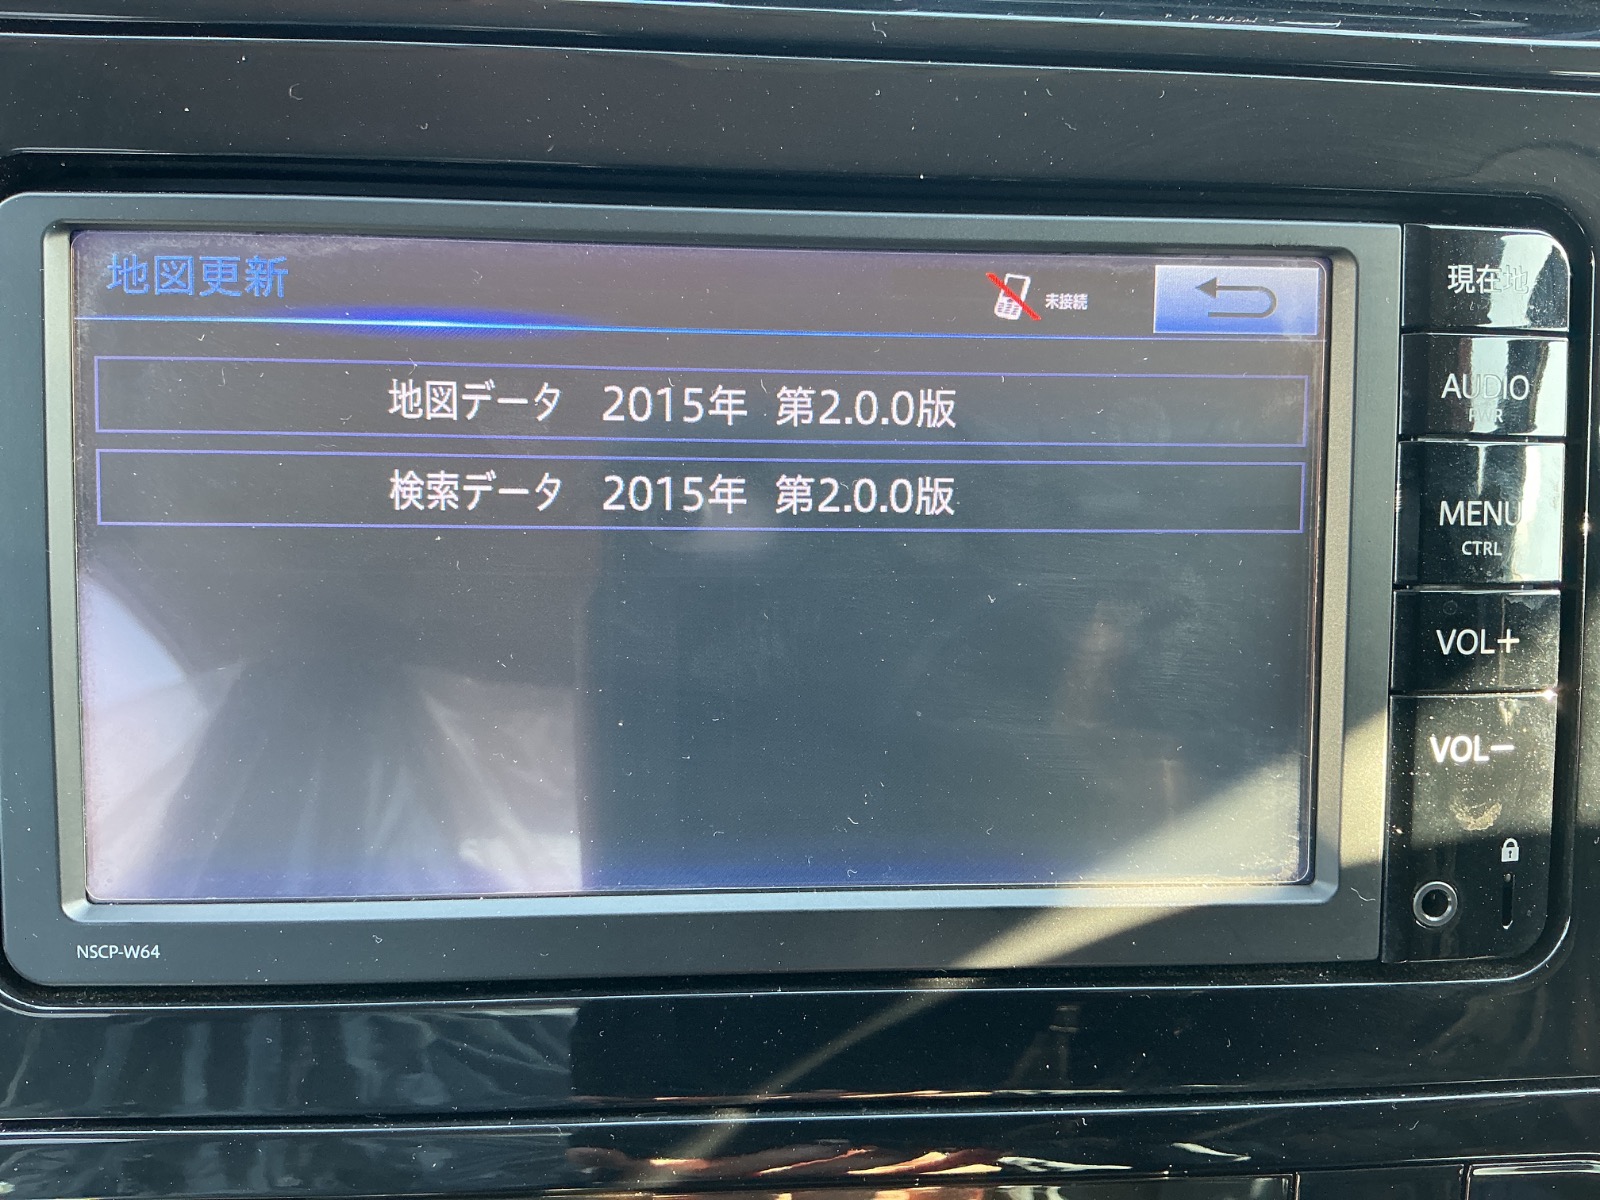 地図更新
未接続
地図データ 2015年 第2.0.0版
検索データ 2015年 第2.0.0版
現在地
AUDIO
PWR
MENU
CTRL
VOL+
VOL−
NSCP-W64